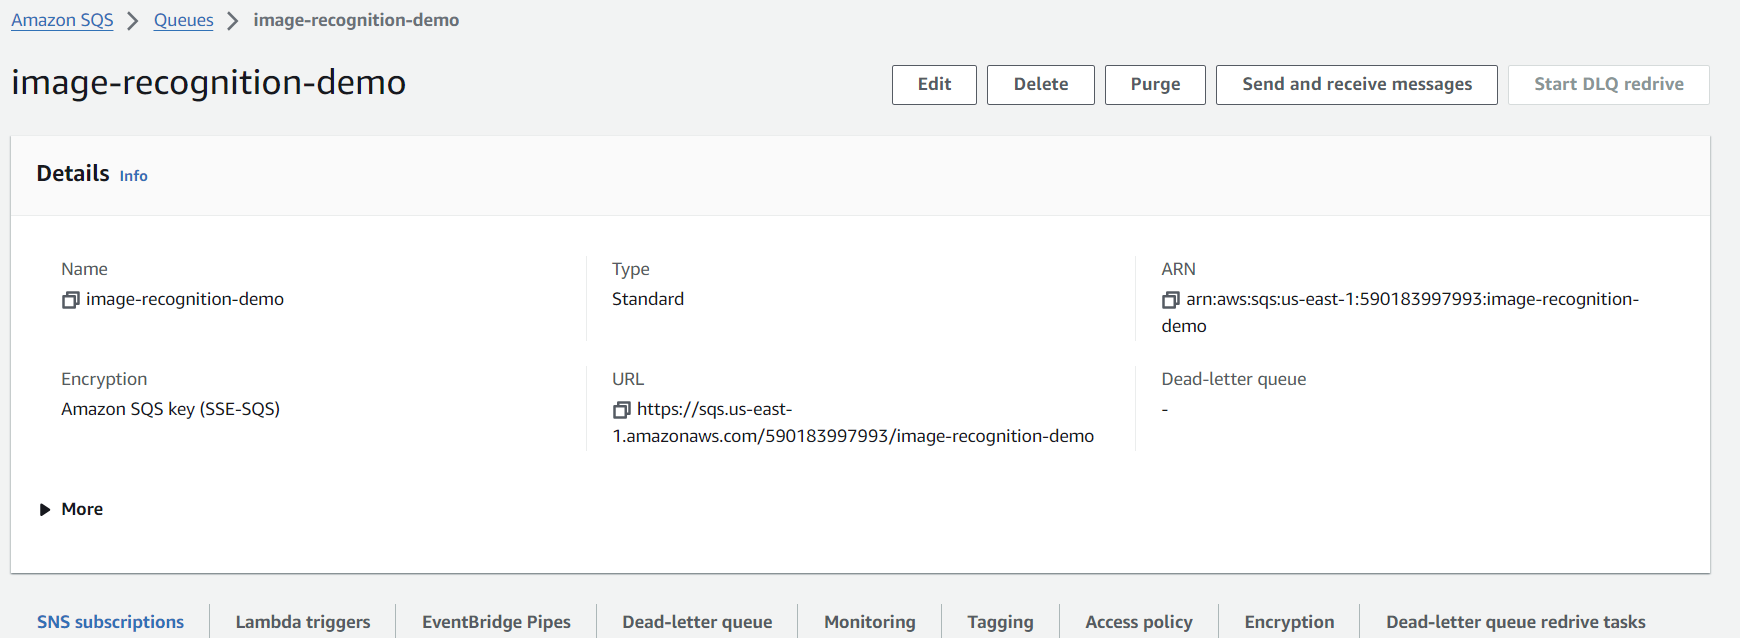 Amazon SQS > Queues > image-recognition-demo
image-recognition-demo
Edit Delete Purge Send and receive messages Start DLQ redrive
Details Info
Name
image-recognition-demo
Type
Standard
ARN
arn:aws:sqs:us-east-1:590183997993:image-recognition-
demo
Encryption
Amazon SQS key (SSE-SQS)
URL
https://sqs.us-east-
1.amazonaws.com/590183997993/image-recognition-demo
Dead-letter queue
-
More
SNS subscriptions Lambda triggers EventBridge Pipes Dead-letter queue Monitoring Tagging Access policy Encryption Dead-letter queue redrive tasks